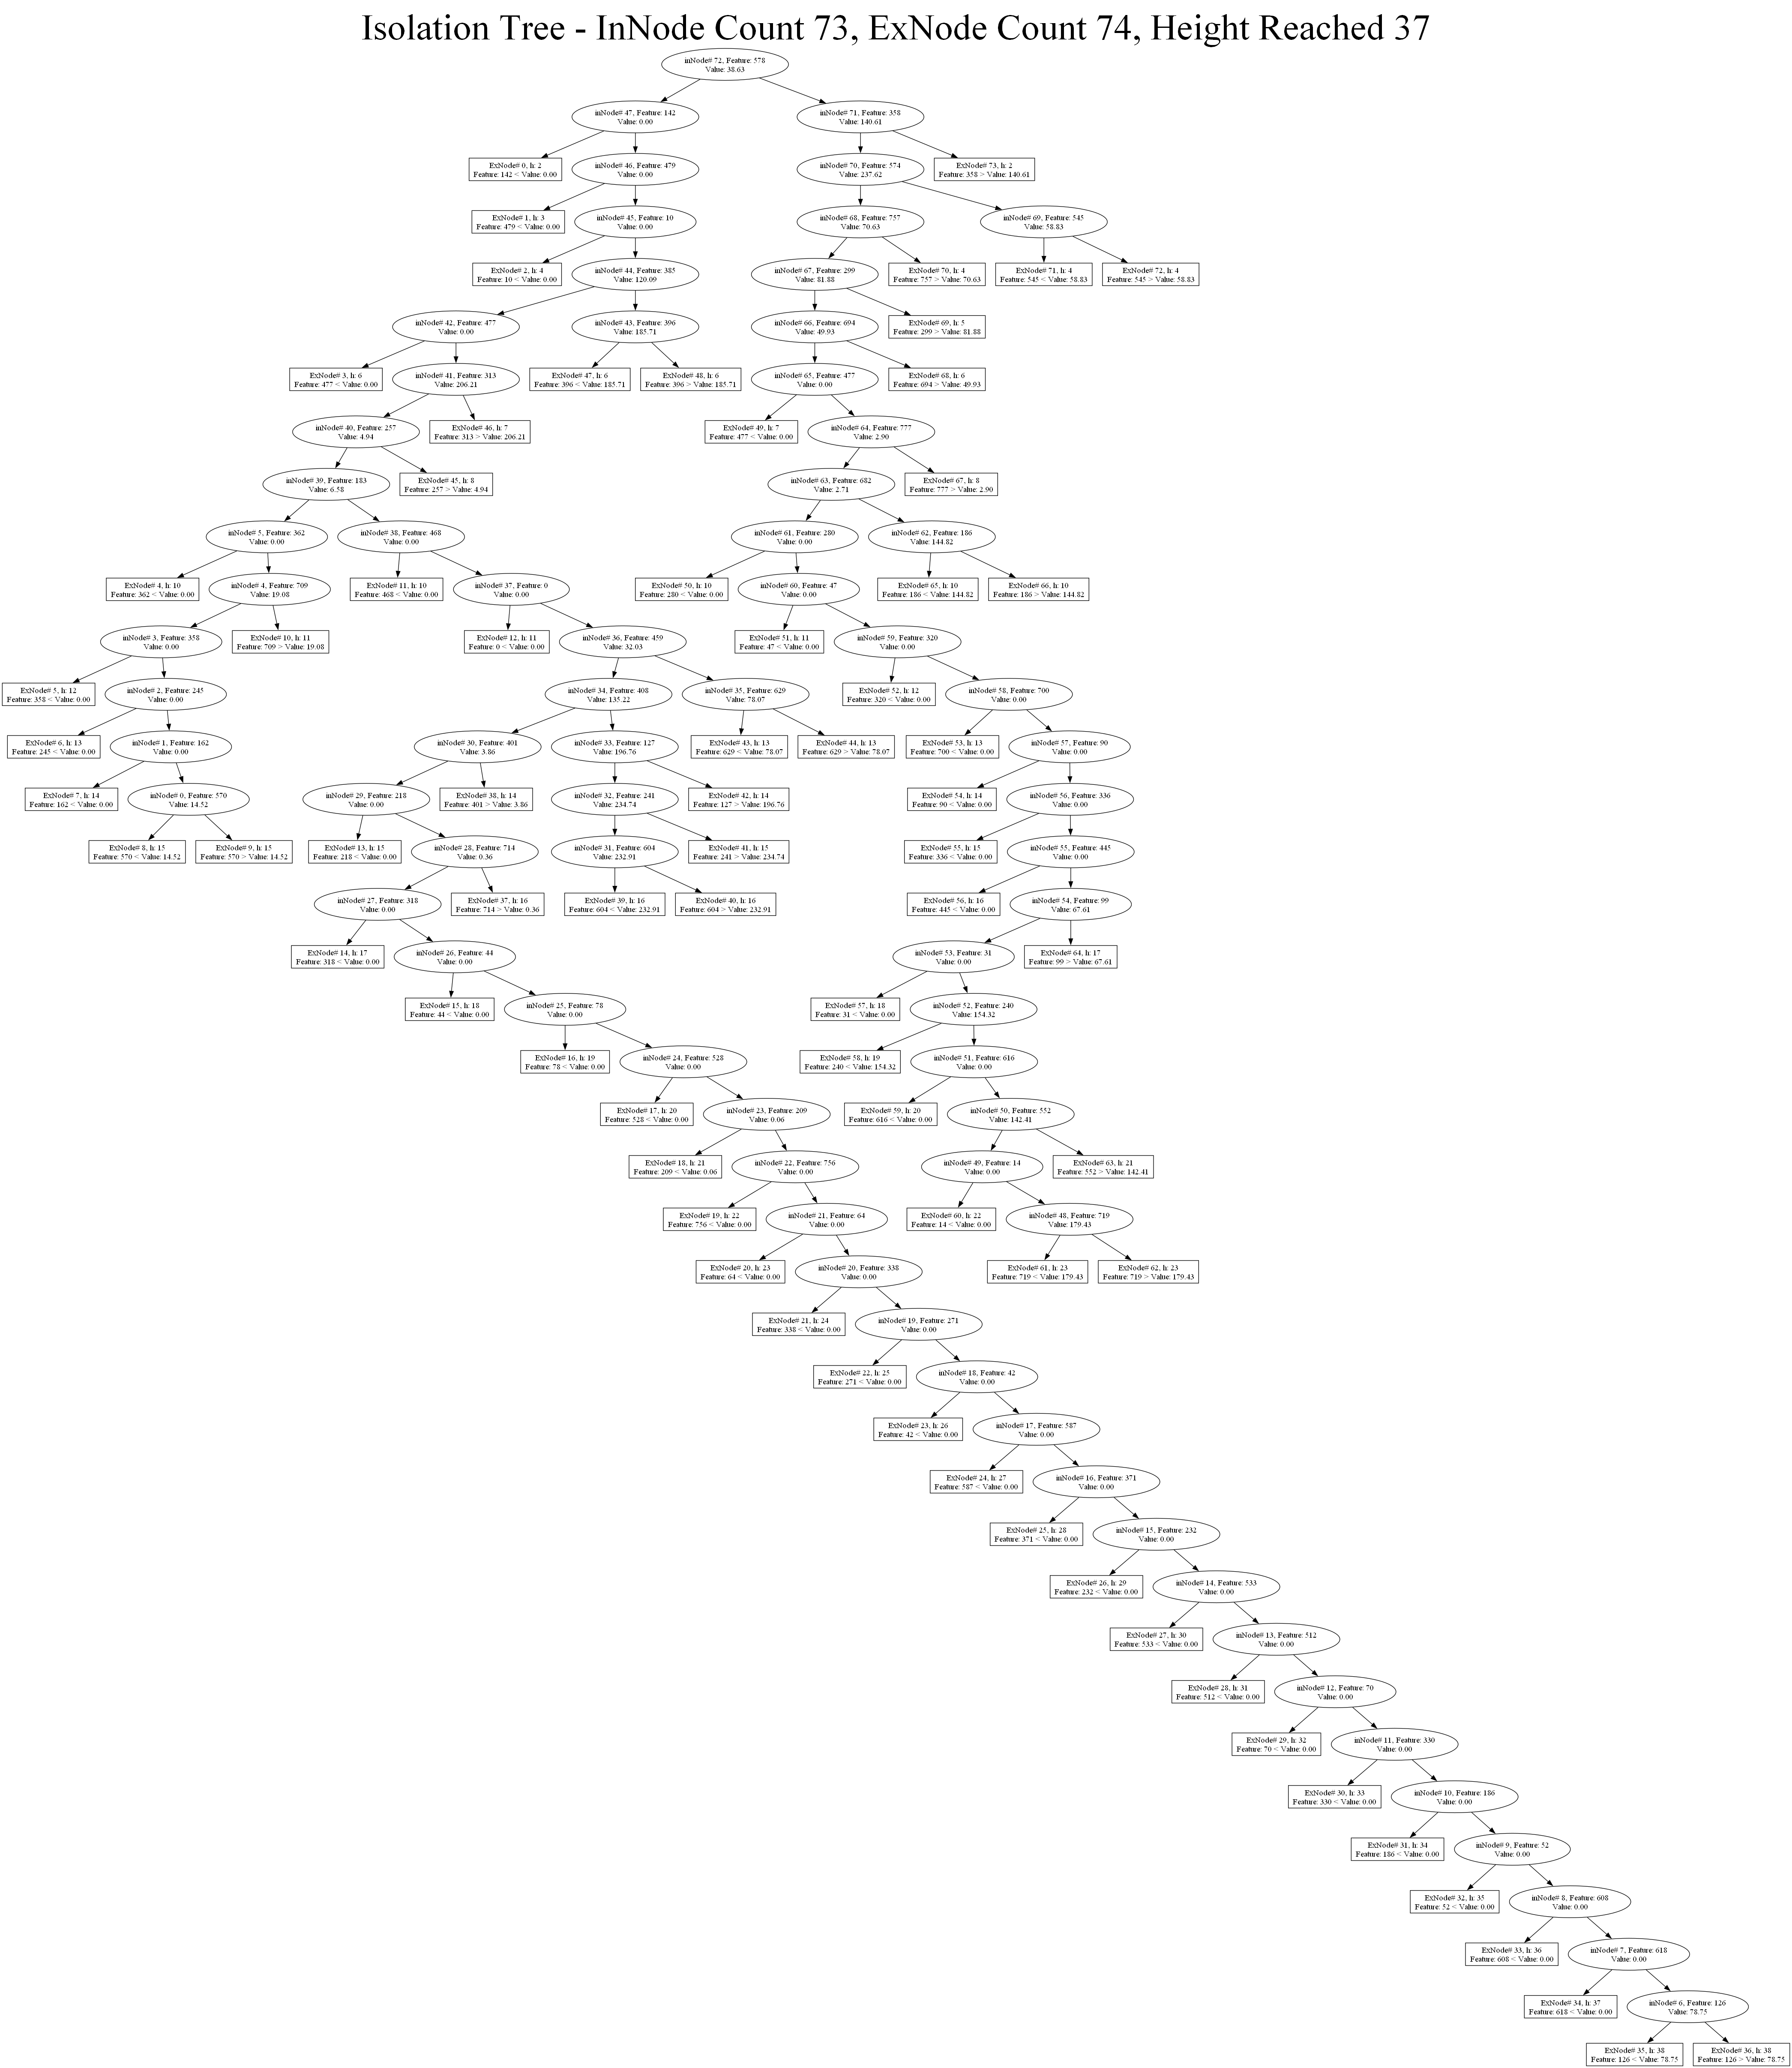 Isolation Tree - InNode Count 73, ExNode Count 74, Height Reached 37
inNode# 72, Feature: 578
Value: 38.63
inNode# 47, Feature: 142
Value: 0.00
inNode# 71, Feature: 358
Value: 140.61
ExNode# 0, h: 2
Feature: 142 < Value: 0.00
inNode# 46, Feature: 479
Value: 0.00
inNode# 70, Feature: 574
Value: 237.62
ExNode# 73, h: 2
Feature: 358 > Value: 140.61
ExNode# 1, h: 3
Feature: 479 < Value: 0.00
inNode# 45, Feature: 10
Value: 0.00
inNode# 68, Feature: 757
Value: 70.63
inNode# 69, Feature: 545
Value: 58.83
ExNode# 2, h: 4
Feature: 10 < Value: 0.00
inNode# 44, Feature: 385
Value: 120.09
inNode# 67, Feature: 299
Value: 81.88
ExNode# 70, h: 4
Feature: 757 > Value: 70.63
ExNode# 71, h: 4
Feature: 545 < Value: 58.83
ExNode# 72, h: 4
Feature: 545 > Value: 58.83
inNode# 42, Feature: 477
Value: 0.00
inNode# 43, Feature: 396
Value: 185.71
inNode# 66, Feature: 694
Value: 49.93
ExNode# 69, h: 5
Feature: 299 > Value: 81.88
ExNode# 3, h: 6
Feature: 477 < Value: 0.00
inNode# 41, Feature: 313
Value: 206.21
ExNode# 47, h: 6
Feature: 396 < Value: 185.71
ExNode# 48, h: 6
Feature: 396 > Value: 185.71
inNode# 65, Feature: 477
Value: 0.00
ExNode# 68, h: 6
Feature: 694 > Value: 49.93
inNode# 40, Feature: 257
Value: 4.94
ExNode# 46, h: 7
Feature: 313 > Value: 206.21
ExNode# 49, h: 7
Feature: 477 < Value: 0.00
inNode# 64, Feature: 777
Value: 2.90
inNode# 39, Feature: 183
Value: 6.58
ExNode# 45, h: 8
Feature: 257 > Value: 4.94
inNode# 63, Feature: 682
Value: 2.71
ExNode# 67, h: 8
Feature: 777 > Value: 2.90
inNode# 5, Feature: 362
Value: 0.00
inNode# 38, Feature: 468
Value: 0.00
inNode# 61, Feature: 280
Value: 0.00
inNode# 62, Feature: 186
Value: 144.82
ExNode# 4, h: 10
Feature: 362 < Value: 0.00
inNode# 4, Feature: 709
Value: 19.08
ExNode# 11, h: 10
Feature: 468 < Value: 0.00
inNode# 37, Feature: 0
Value: 0.00
ExNode# 50, h: 10
Feature: 280 < Value: 0.00
inNode# 60, Feature: 47
Value: 0.00
ExNode# 65, h: 10
Feature: 186 < Value: 144.82
ExNode# 66, h: 10
Feature: 186 > Value: 144.82
inNode# 3, Feature: 358
Value: 0.00
ExNode# 10, h: 11
Feature: 709 > Value: 19.08
ExNode# 12, h: 11
Feature: 0 < Value: 0.00
inNode# 36, Feature: 459
Value: 32.03
ExNode# 51, h: 11
Feature: 47 < Value: 0.00
inNode# 59, Feature: 320
Value: 0.00
ExNode# 5, h: 12
Feature: 358 < Value: 0.00
inNode# 2, Feature: 245
Value: 0.00
inNode# 34, Feature: 408
Value: 135.22
inNode# 35, Feature: 629
Value: 78.07
ExNode# 52, h: 12
Feature: 320 < Value: 0.00
inNode# 58, Feature: 700
Value: 0.00
ExNode# 6, h: 13
Feature: 245 < Value: 0.00
inNode# 1, Feature: 162
Value: 0.00
inNode# 30, Feature: 401
Value: 3.86
inNode# 33, Feature: 127
Value: 196.76
ExNode# 43, h: 13
Feature: 629 < Value: 78.07
ExNode# 44, h: 13
Feature: 629 > Value: 78.07
ExNode# 53, h: 13
Feature: 700 < Value: 0.00
inNode# 57, Feature: 90
Value: 0.00
ExNode# 7, h: 14
Feature: 162 < Value: 0.00
inNode# 0, Feature: 570
Value: 14.52
inNode# 29, Feature: 218
Value: 0.00
ExNode# 38, h: 14
Feature: 401 > Value: 3.86
inNode# 32, Feature: 241
Value: 234.74
ExNode# 42, h: 14
Feature: 127 > Value: 196.76
ExNode# 54, h: 14
Feature: 90 < Value: 0.00
inNode# 56, Feature: 336
Value: 0.00
ExNode# 8, h: 15
Feature: 570 < Value: 14.52
ExNode# 9, h: 15
Feature: 570 > Value: 14.52
ExNode# 13, h: 15
Feature: 218 < Value: 0.00
inNode# 28, Feature: 714
Value: 0.36
inNode# 31, Feature: 604
Value: 232.91
ExNode# 41, h: 15
Feature: 241 > Value: 234.74
ExNode# 55, h: 15
Feature: 336 < Value: 0.00
inNode# 55, Feature: 445
Value: 0.00
inNode# 27, Feature: 318
Value: 0.00
ExNode# 37, h: 16
Feature: 714 > Value: 0.36
ExNode# 39, h: 16
Feature: 604 < Value: 232.91
ExNode# 40, h: 16
Feature: 604 > Value: 232.91
ExNode# 56, h: 16
Feature: 445 < Value: 0.00
inNode# 54, Feature: 99
Value: 67.61
ExNode# 14, h: 17
Feature: 318 < Value: 0.00
inNode# 26, Feature: 44
Value: 0.00
inNode# 53, Feature: 31
Value: 0.00
ExNode# 64, h: 17
Feature: 99 > Value: 67.61
ExNode# 15, h: 18
Feature: 44 < Value: 0.00
inNode# 25, Feature: 78
Value: 0.00
ExNode# 57, h: 18
Feature: 31 < Value: 0.00
inNode# 52, Feature: 240
Value: 154.32
ExNode# 16, h: 19
Feature: 78 < Value: 0.00
inNode# 24, Feature: 528
Value: 0.00
ExNode# 58, h: 19
Feature: 240 < Value: 154.32
inNode# 51, Feature: 616
Value: 0.00
ExNode# 17, h: 20
Feature: 528 < Value: 0.00
inNode# 23, Feature: 209
Value: 0.06
ExNode# 59, h: 20
Feature: 616 < Value: 0.00
inNode# 50, Feature: 552
Value: 142.41
ExNode# 18, h: 21
Feature: 209 < Value: 0.06
inNode# 22, Feature: 756
Value: 0.00
inNode# 49, Feature: 14
Value: 0.00
ExNode# 63, h: 21
Feature: 552 > Value: 142.41
ExNode# 19, h: 22
Feature: 756 < Value: 0.00
inNode# 21, Feature: 64
Value: 0.00
ExNode# 60, h: 22
Feature: 14 < Value: 0.00
inNode# 48, Feature: 719
Value: 179.43
ExNode# 20, h: 23
Feature: 64 < Value: 0.00
inNode# 20, Feature: 338
Value: 0.00
ExNode# 61, h: 23
Feature: 719 < Value: 179.43
ExNode# 62, h: 23
Feature: 719 > Value: 179.43
ExNode# 21, h: 24
Feature: 338 < Value: 0.00
inNode# 19, Feature: 271
Value: 0.00
ExNode# 22, h: 25
Feature: 271 < Value: 0.00
inNode# 18, Feature: 42
Value: 0.00
ExNode# 23, h: 26
Feature: 42 < Value: 0.00
inNode# 17, Feature: 587
Value: 0.00
ExNode# 24, h: 27
Feature: 587 < Value: 0.00
inNode# 16, Feature: 371
Value: 0.00
ExNode# 25, h: 28
Feature: 371 < Value: 0.00
inNode# 15, Feature: 232
Value: 0.00
ExNode# 26, h: 29
Feature: 232 < Value: 0.00
inNode# 14, Feature: 533
Value: 0.00
ExNode# 27, h: 30
Feature: 533 < Value: 0.00
inNode# 13, Feature: 512
Value: 0.00
ExNode# 28, h: 31
Feature: 512 < Value: 0.00
inNode# 12, Feature: 70
Value: 0.00
ExNode# 29, h: 32
Feature: 70 < Value: 0.00
inNode# 11, Feature: 330
Value: 0.00
ExNode# 30, h: 33
Feature: 330 < Value: 0.00
inNode# 10, Feature: 186
Value: 0.00
ExNode# 31, h: 34
Feature: 186 < Value: 0.00
inNode# 9, Feature: 52
Value: 0.00
ExNode# 32, h: 35
Feature: 52 < Value: 0.00
inNode# 8, Feature: 608
Value: 0.00
ExNode# 33, h: 36
Feature: 608 < Value: 0.00
inNode# 7, Feature: 618
Value: 0.00
ExNode# 34, h: 37
Feature: 618 < Value: 0.00
inNode# 6, Feature: 126
Value: 78.75
ExNode# 35, h: 38
Feature: 126 < Value: 78.75
ExNode# 36, h: 38
Feature: 126 > Value: 78.75